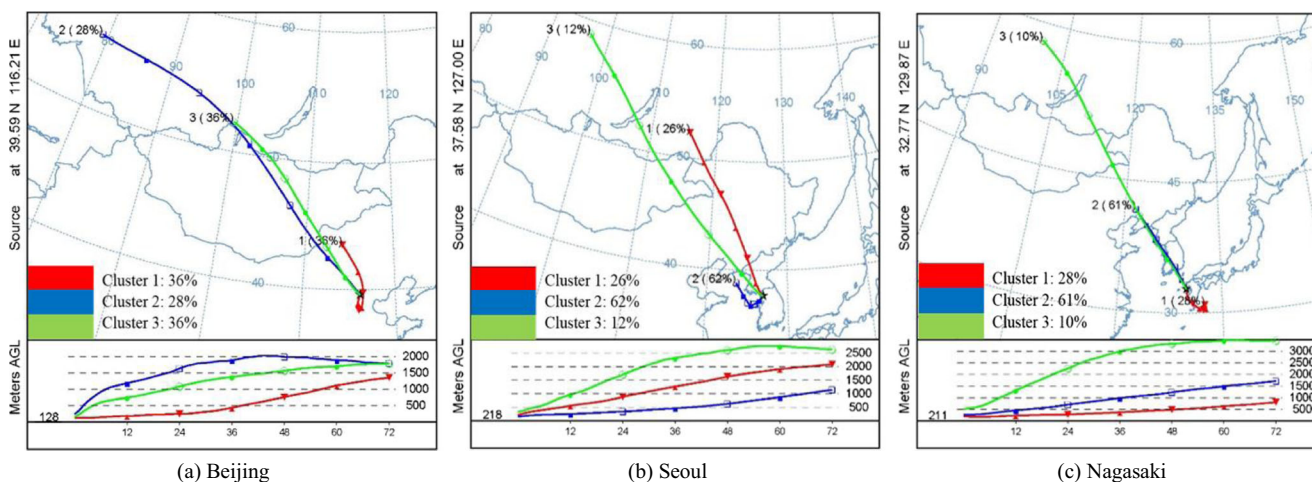 Source at 39.59 N 116.21 E
2 ( 28%)
60
80
90
100
110
120
3 ( 36%)
50
1 ( 36%)
40
Cluster 1: 36%
Cluster 2: 28%
Cluster 3: 36%
Meters AGL
2000
1500
1000
500
128
12 24 36 48 60 72
(a) Beijing
Source at 37.58 N 127.00 E
3 ( 12%)
60
80
90
100
110
120
130
140
1 ( 26%)
50
40
2 ( 62%)
Cluster 1: 26%
Cluster 2: 62%
Cluster 3: 12%
Meters AGL
2500
2000
1500
1000
500
218
12 24 36 48 60 72
(b) Seoul
Source at 32.77 N 129.87 E
3 ( 10%)
60
90
105
120
135
45
2 ( 61%)
1 ( 28%)
30
Cluster 1: 28%
Cluster 2: 61%
Cluster 3: 10%
Meters AGL
3000
2500
2000
1500
1000
500
211
12 24 36 48 60 72
(c) Nagasaki